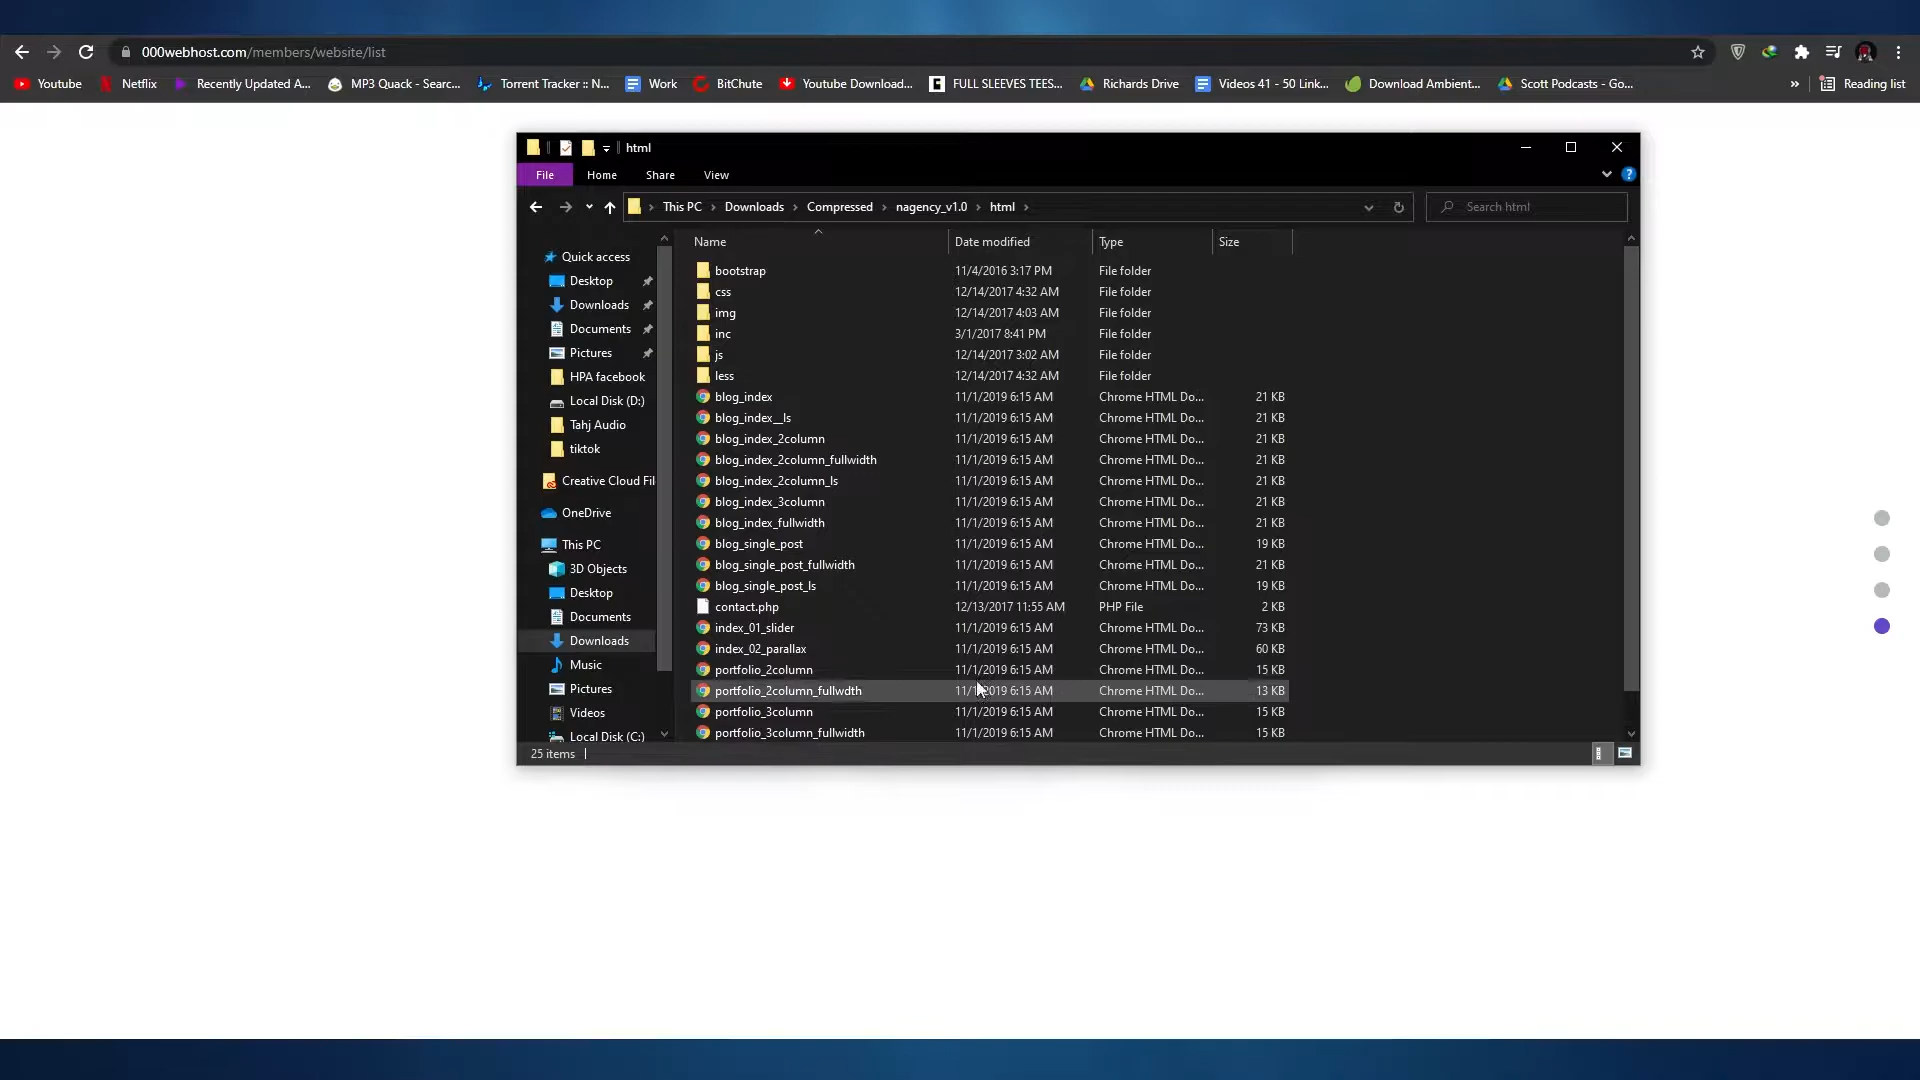 000webhost.com/members/website/list
Youtube Netflix Recently Updated A... MP3 Quack - Searc... Torrent Tracker :: N... Work BitChute Youtube Download... FULL SLEEVES TEES... Richards Drive Videos 41 - 50 Link... Download Ambient... Scott Podcasts - Go... » Reading list
html
File Home Share View
This PC Downloads Compressed nagency_v1.0 html Search html
Name Date modified Type Size
Quick access
Desktop
Downloads
Documents
Pictures
HPA facebook
Local Disk (D:)
Tahj Audio
tiktok
Creative Cloud Fil
OneDrive
This PC
3D Objects
Desktop
Documents
Downloads
Music
Pictures
Videos
Local Disk (C:)
bootstrap 11/4/2016 3:17 PM File folder
css 12/14/2017 4:32 AM File folder
img 12/14/2017 4:03 AM File folder
inc 3/1/2017 8:41 PM File folder
js 12/14/2017 3:02 AM File folder
less 12/14/2017 4:32 AM File folder
blog_index 11/1/2019 6:15 AM Chrome HTML Do... 21 KB
blog_index__ls 11/1/2019 6:15 AM Chrome HTML Do... 21 KB
blog_index_2column 11/1/2019 6:15 AM Chrome HTML Do... 21 KB
blog_index_2column_fullwidth 11/1/2019 6:15 AM Chrome HTML Do... 21 KB
blog_index_2column_ls 11/1/2019 6:15 AM Chrome HTML Do... 21 KB
blog_index_3column 11/1/2019 6:15 AM Chrome HTML Do... 21 KB
blog_index_fullwidth 11/1/2019 6:15 AM Chrome HTML Do... 21 KB
blog_single_post 11/1/2019 6:15 AM Chrome HTML Do... 19 KB
blog_single_post_fullwidth 11/1/2019 6:15 AM Chrome HTML Do... 21 KB
blog_single_post_ls 11/1/2019 6:15 AM Chrome HTML Do... 19 KB
contact.php 12/13/2017 11:55 AM PHP File 2 KB
index_01_slider 11/1/2019 6:15 AM Chrome HTML Do... 73 KB
index_02_parallax 11/1/2019 6:15 AM Chrome HTML Do... 60 KB
portfolio_2column 11/1/2019 6:15 AM Chrome HTML Do... 15 KB
portfolio_2column_fullwdth 11/1/2019 6:15 AM Chrome HTML Do... 13 KB
portfolio_3column 11/1/2019 6:15 AM Chrome HTML Do... 15 KB
portfolio_3column_fullwidth 11/1/2019 6:15 AM Chrome HTML Do... 15 KB
25 items